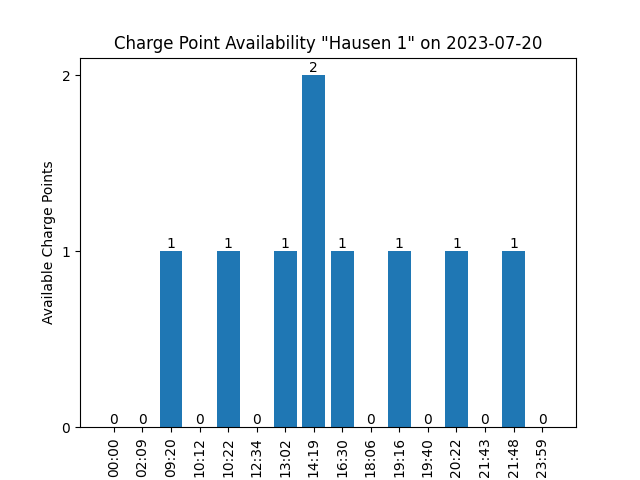 Charge Point Availability "Hausen 1" on 2023-07-20
Available Charge Points
2
1
0
0 0 1 0 1 0 1 2 1 0 1 0 1 0 1 0
00:00 02:09 09:20 10:12 10:22 12:34 13:02 14:19 16:30 18:06 19:16 19:40 20:22 21:43 21:48 23:59